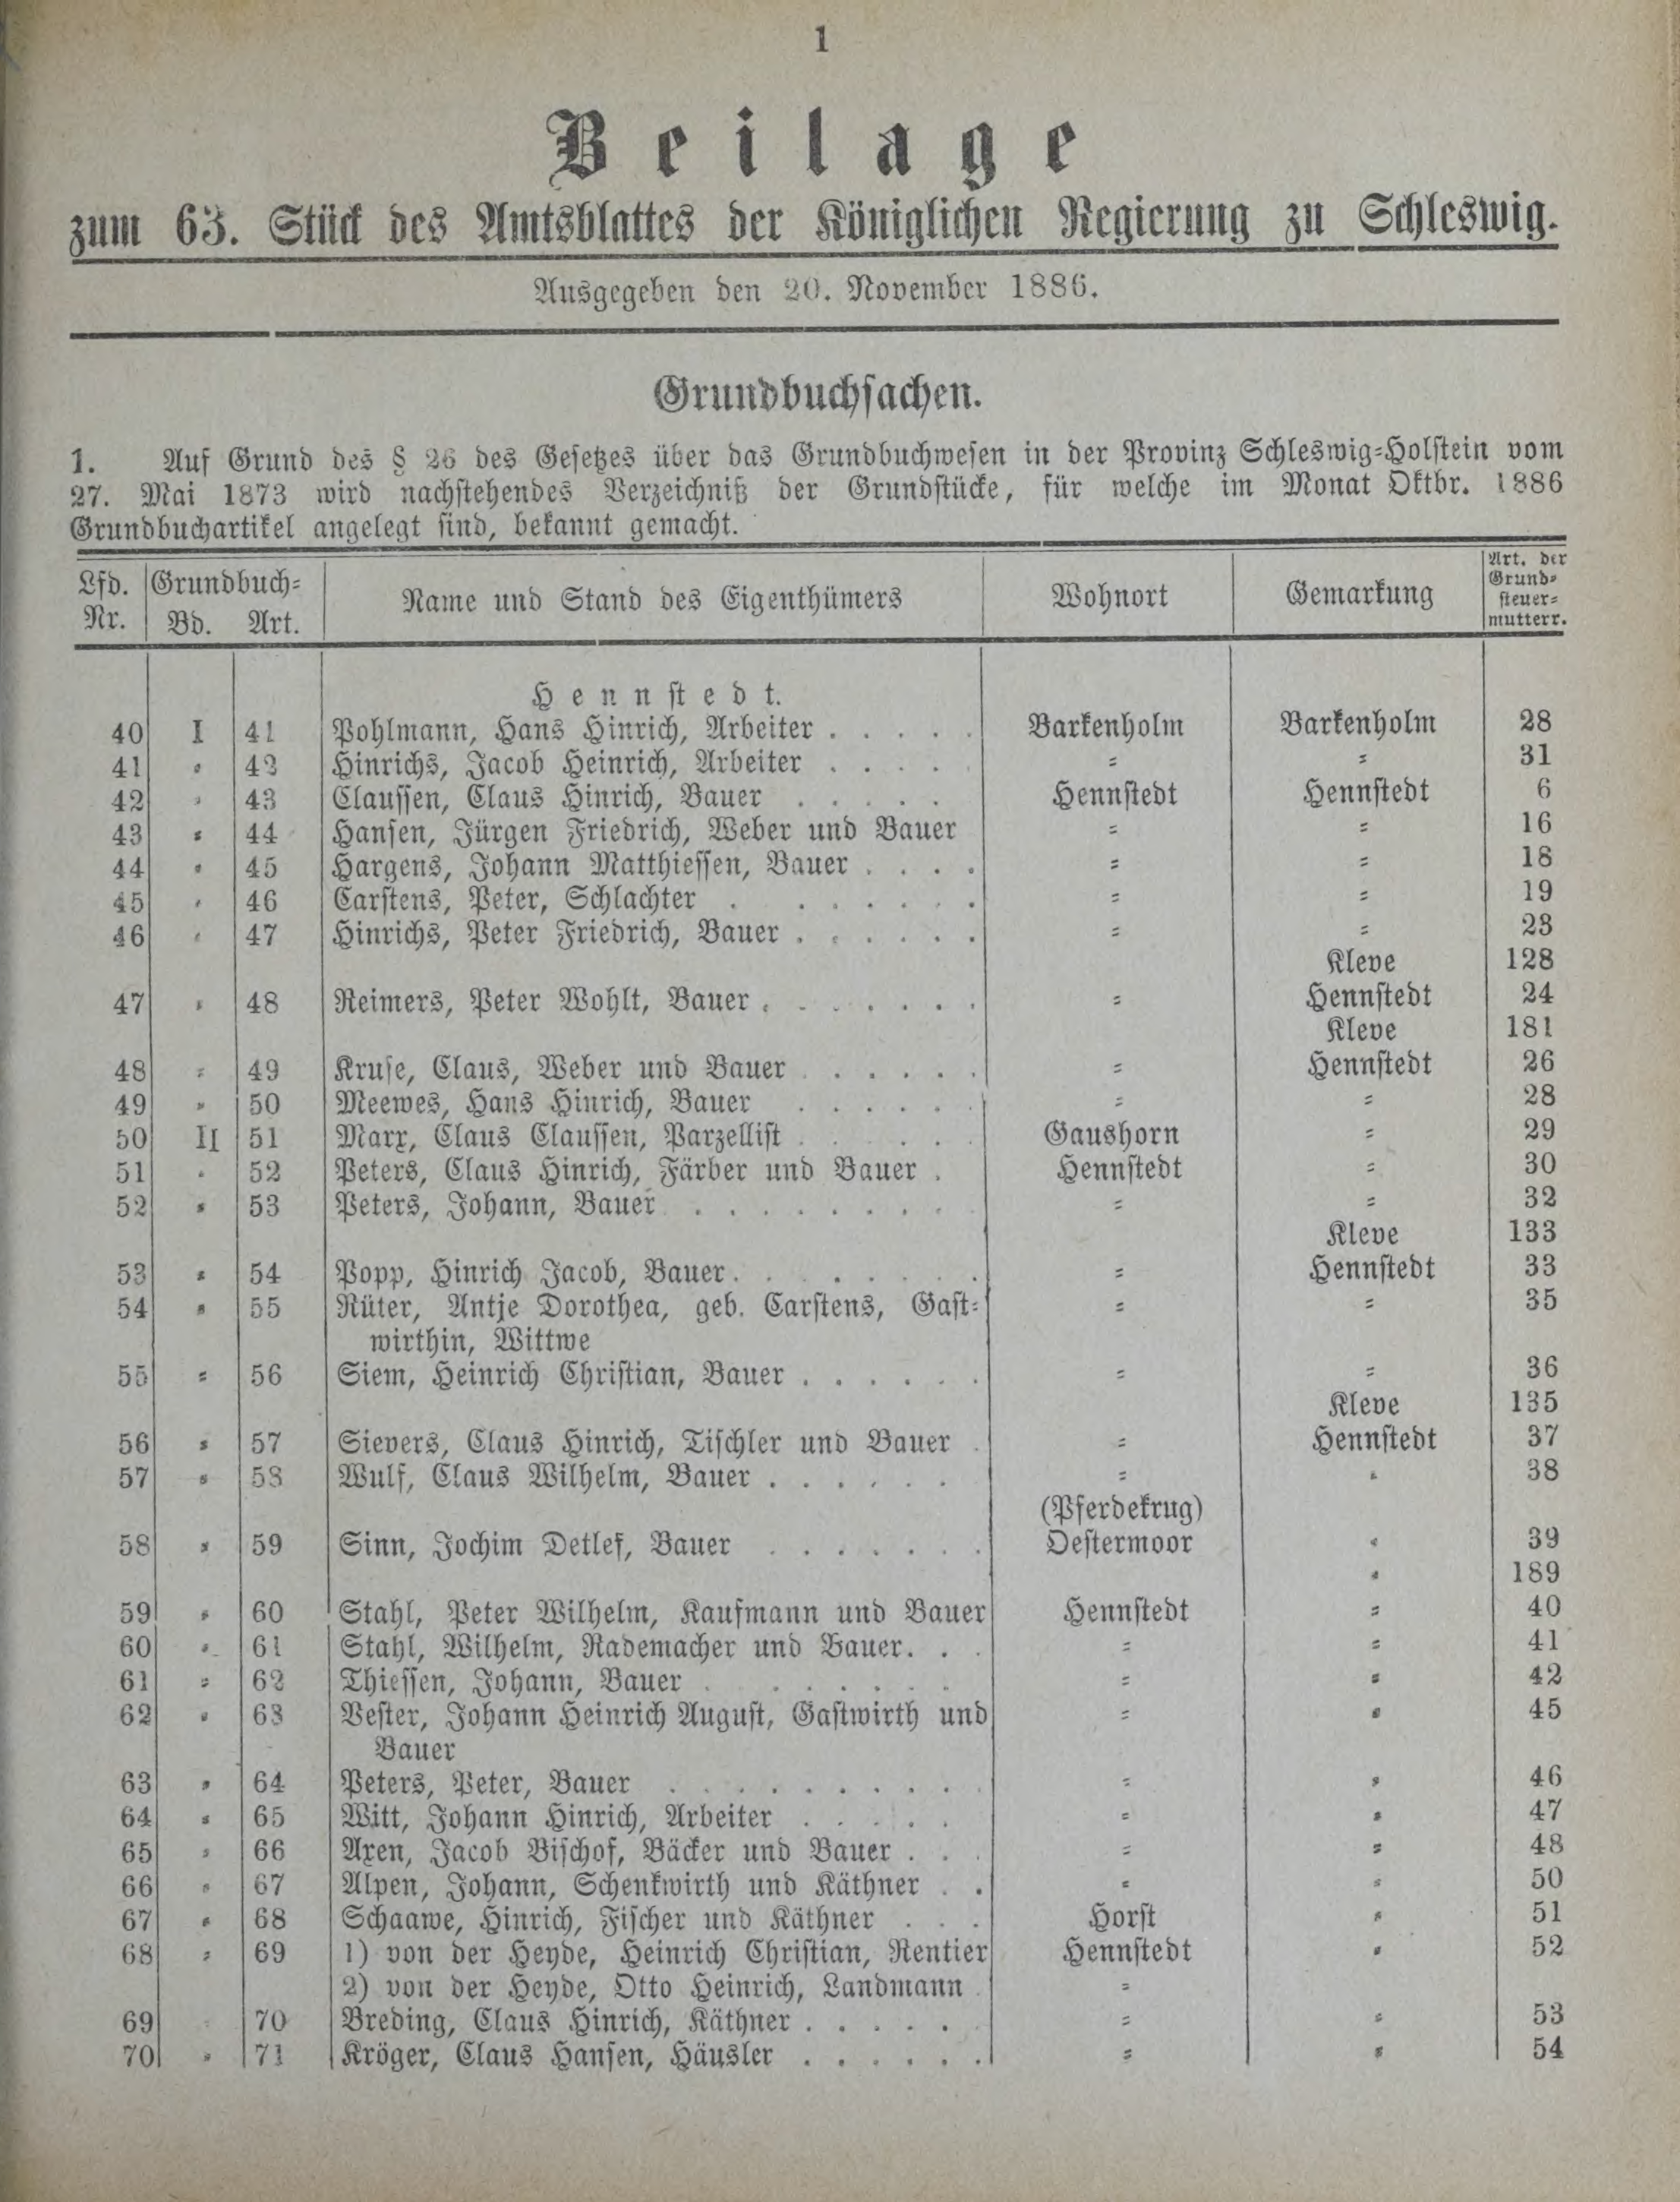 1
Beilage
zum 63. Stück des Amtsblattes der Königlichen Regierung zu Schleswig.
Ausgegeben den 20. November 1886.
Grundbuchsachen.
1. Auf Grund des § 26 des Gesetzes über das Grundbuchwesen in der Provinz Schleswig-Holstein vom
27. Mai 1873 wird nachstehendes Verzeichniß der Grundstücke, für welche im Monat Oktbr. 1886
Grundbuchartikel angelegt sind, bekannt gemacht.
Lfd. Nr. Grundbuch- Bd. Art. Name und Stand des Eigenthümers Wohnort Gemarkung Art. der Grund- steuer- mutterr.
Hennstedt.
40 I 41 Pohlmann, Hans Hinrich, Arbeiter . . . . . Barkenholm Barkenholm 28
41 = 42 Hinrichs, Jacob Heinrich, Arbeiter . . . . = = 31
42 = 43 Claussen, Claus Hinrich, Bauer . . . . . Hennstedt Hennstedt 6
43 = 44 Hansen, Jürgen Friedrich, Weber und Bauer = = 16
44 = 45 Hargens, Johann Matthiessen, Bauer . . . . = = 18
45 = 46 Carstens, Peter, Schlachter . . . . . . . = = 19
46 = 47 Hinrichs, Peter Friedrich, Bauer . . . . . . = = 23
Kleve 128
47 = 48 Reimers, Peter Wohlt, Bauer . . . . . . . = Hennstedt 24
Kleve 181
48 = 49 Kruse, Claus, Weber und Bauer . . . . . . = Hennstedt 26
49 = 50 Meewes, Hans Hinrich, Bauer . . . . . . = = 28
50 II 51 Marx, Claus Claussen, Parzellist . . . . . Gaushorn = 29
51 = 52 Peters, Claus Hinrich, Färber und Bauer . Hennstedt = 30
52 = 53 Peters, Johann, Bauer . . . . . . . . . = = 32
Kleve 133
53 = 54 Popp, Hinrich Jacob, Bauer . . . . . . . = Hennstedt 33
54 = 55 Rüter, Antje Dorothea, geb. Carstens, Gast- = = 35
wirthin, Wittwe
55 = 56 Siem, Heinrich Christian, Bauer . . . . . . = = 36
Kleve 135
56 = 57 Sievers, Claus Hinrich, Tischler und Bauer . = Hennstedt 37
57 = 58 Wulf, Claus Wilhelm, Bauer . . . . . . = = 38
(Pferdekrug)
58 = 59 Sinn, Jochim Detlef, Bauer . . . . . . . Oestermoor = 39
= 189
59 = 60 Stahl, Peter Wilhelm, Kaufmann und Bauer Hennstedt = 40
60 = 61 Stahl, Wilhelm, Rademacher und Bauer . . . = = 41
61 = 62 Thiessen, Johann, Bauer . . . . . . . = = 42
62 = 63 Vester, Johann Heinrich August, Gastwirth und = = 45
Bauer
63 = 64 Peters, Peter, Bauer . . . . . . . . . = = 46
64 = 65 Witt, Johann Hinrich, Arbeiter . . . . . = = 47
65 = 66 Axen, Jacob Bischof, Bäcker und Bauer . . . = = 48
66 = 67 Alpen, Johann, Schenkwirth und Käthner . . = = 50
67 = 68 Schaawe, Hinrich, Fischer und Käthner . . . Horst = 51
68 = 69 1) von der Heyde, Heinrich Christian, Rentier Hennstedt = 52
2) von der Heyde, Otto Heinrich, Landmann . =
69 70 Breding, Claus Hinrich, Käthner . . . . . = = 53
70 = 71 Kröger, Claus Hansen, Häusler . . . . . . = = 54